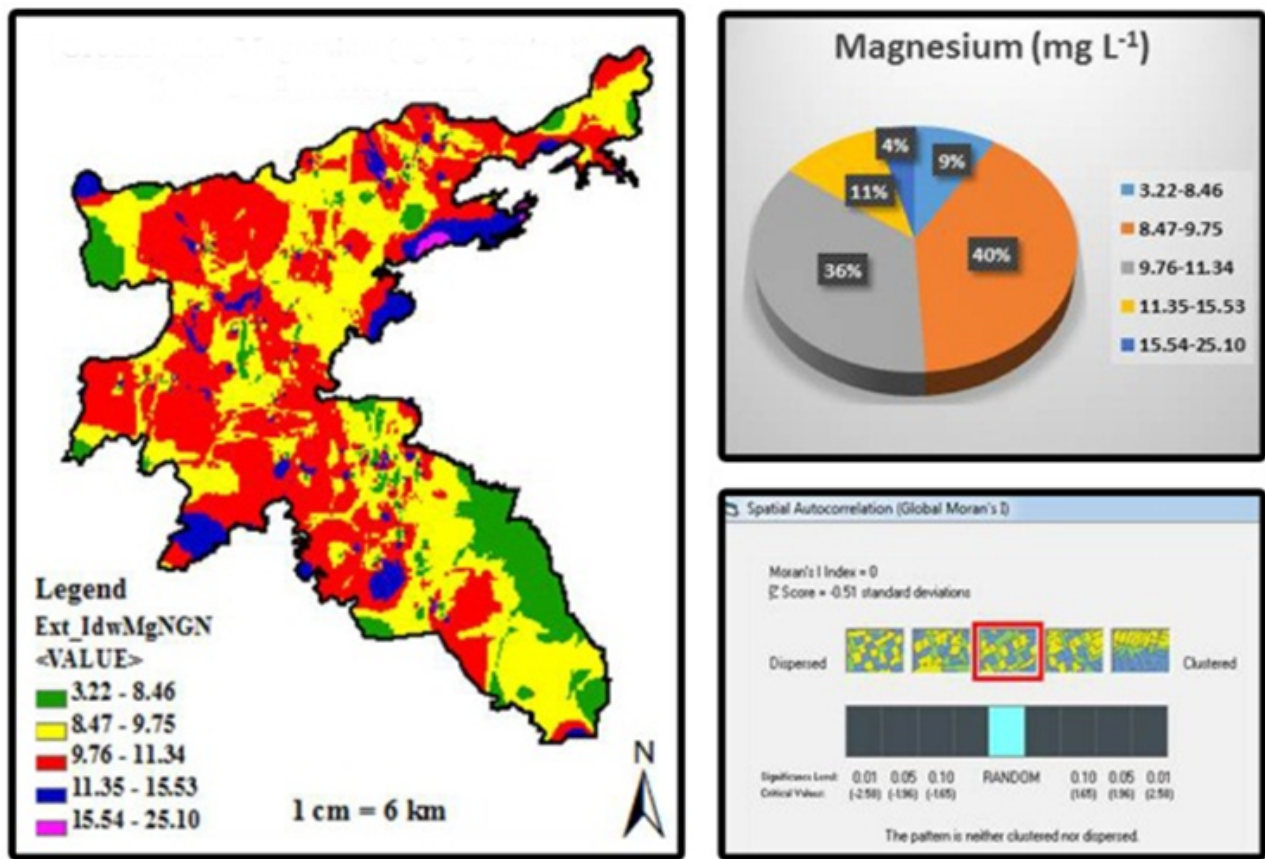 Legend
Ext_IdwMgNGN
<VALUE>
3.22 - 8.46
8.47 - 9.75
9.76 - 11.34
11.35 - 15.53
15.54 - 25.10
1 cm = 6 km
N
Magnesium (mg L-1)
4%
9%
11%
36%
40%
3.22-8.46
8.47-9.75
9.76-11.34
11.35-15.53
15.54-25.10
Spatial Autocorrelation (Global Moran's I)
Moran's I Index = 0
Z Score = -0.51 standard deviations
Dispersed
Clustered
Significance Level: 0.01 0.05 0.10 RANDOM 0.10 0.05 0.01
Critical Values: (-2.58) (-1.96) (-1.65) (1.65) (1.96) (2.58)
The pattern is neither clustered nor dispersed.